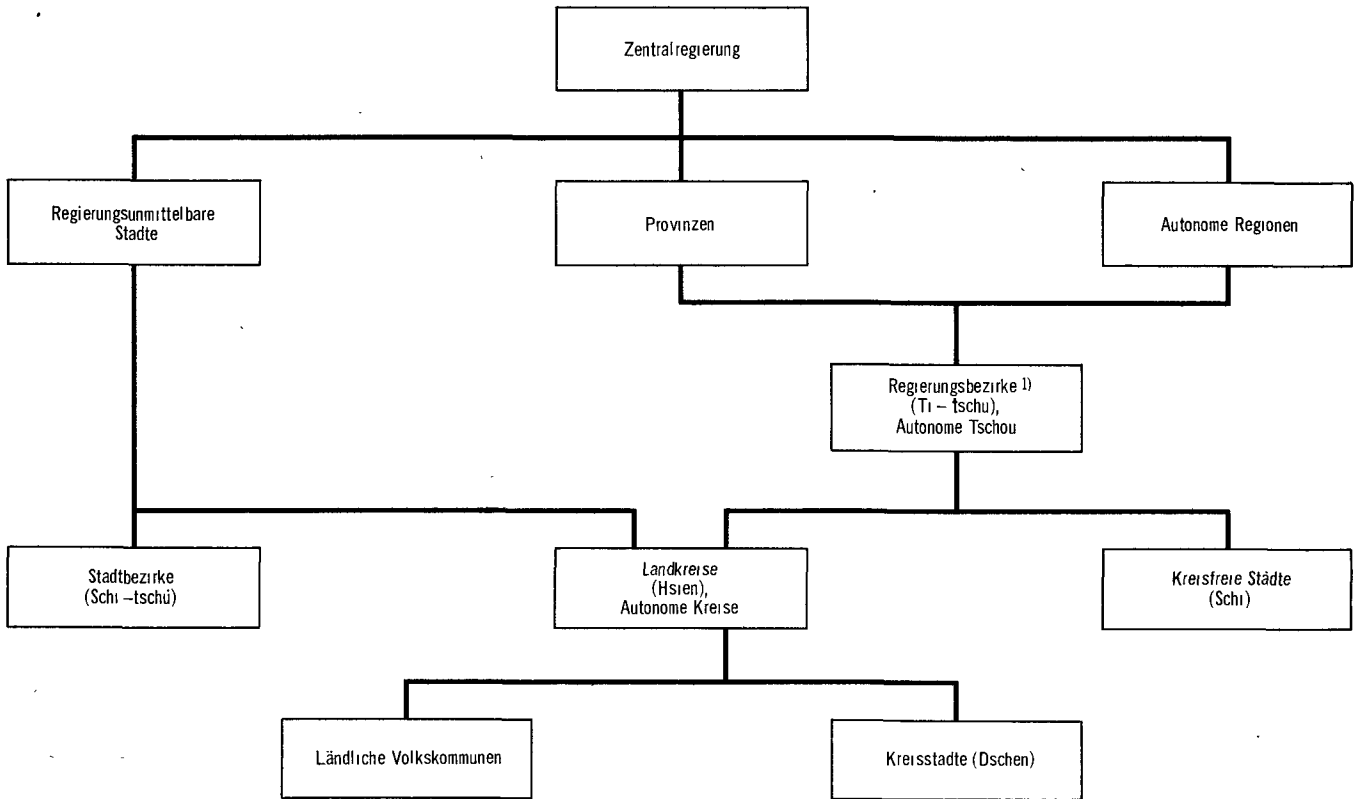 Zentralregierung
Regierungsunmittelbare
Stadte
Provinzen
Autonome Regionen
Regierungsbezirke 1)
(Ti – tschu),
Autonome Tschou
Stadtbezirke
(Schi –tschü)
Landkreise
(Hsien),
Autonome Kreise
Kreisfreie Städte
(Schi)
Ländliche Volkskommunen
Kreisstadte (Dschen)